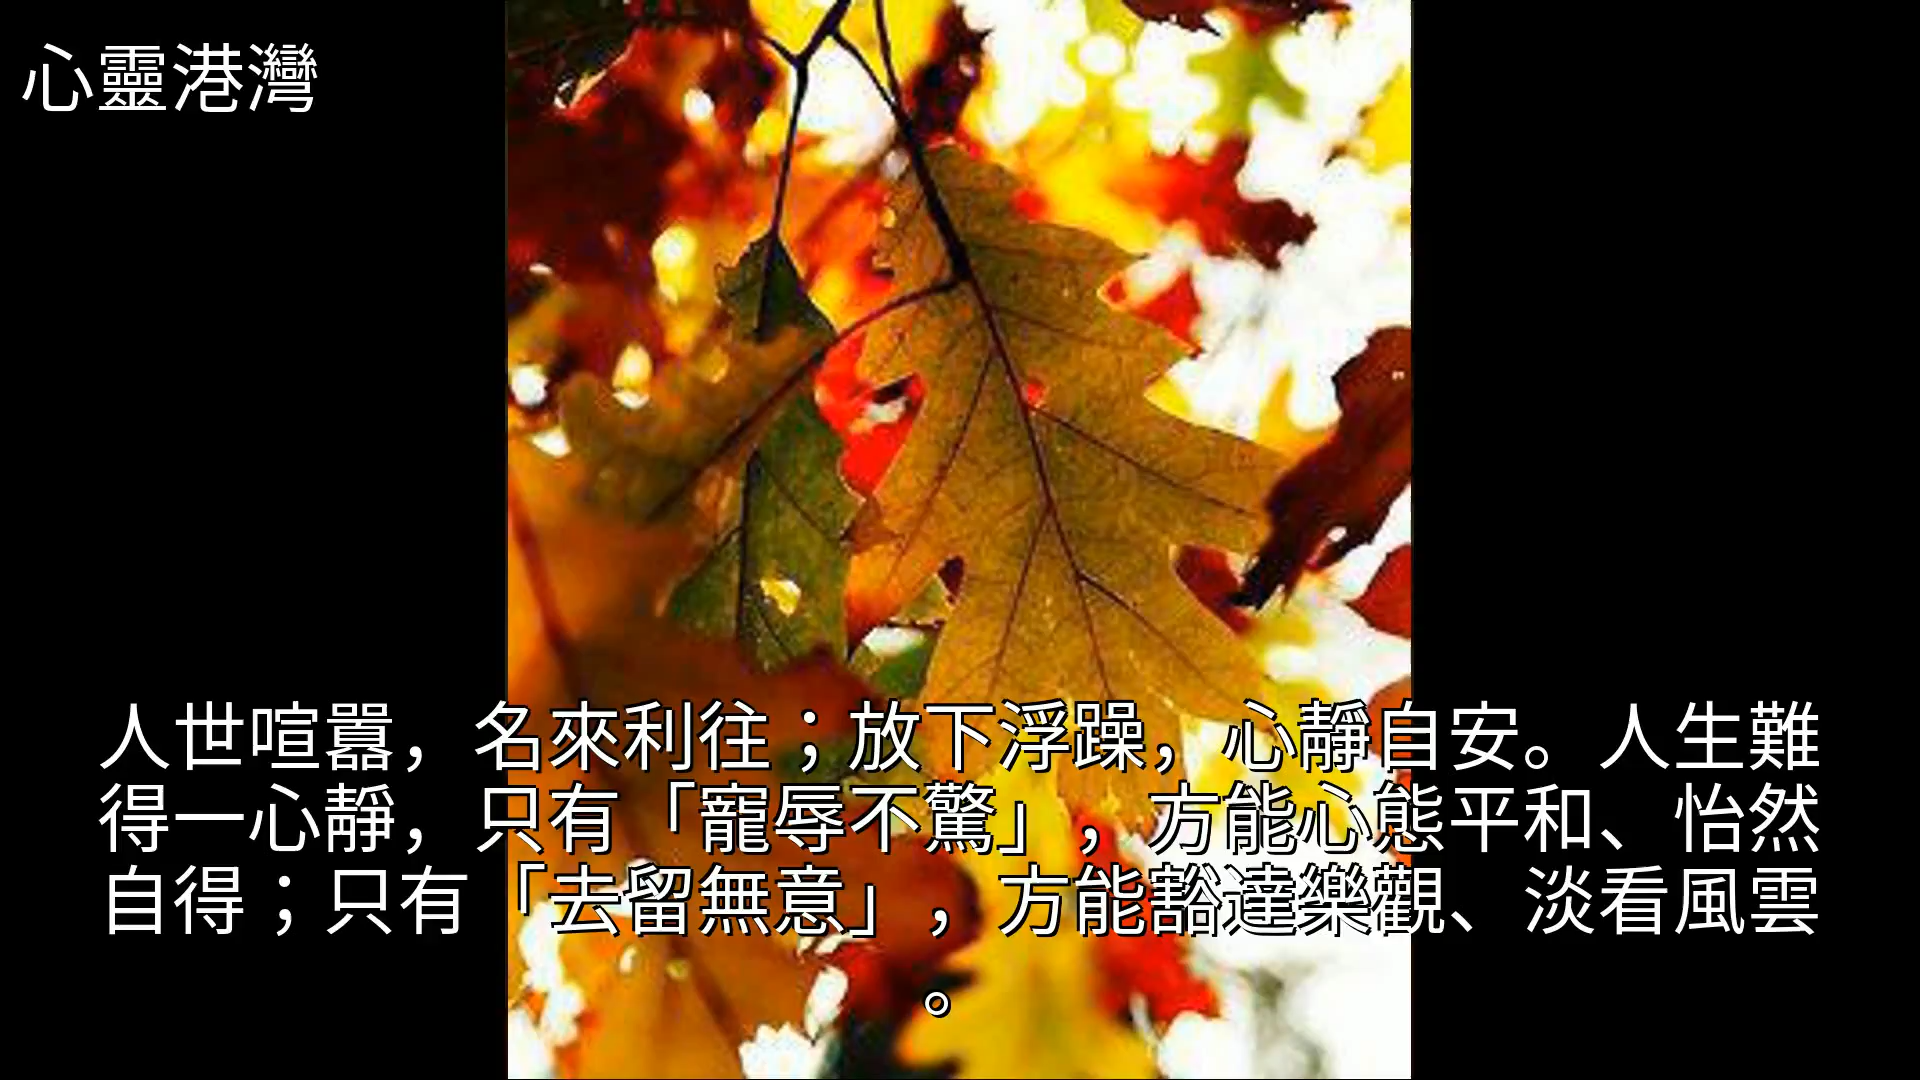 心靈港灣
人世喧囂，名來利往；放下浮躁，心靜自安。人生難
得一心靜，只有「寵辱不驚」，方能心態平和、怡然
自得；只有「去留無意」，方能豁達樂觀、淡看風雲
。